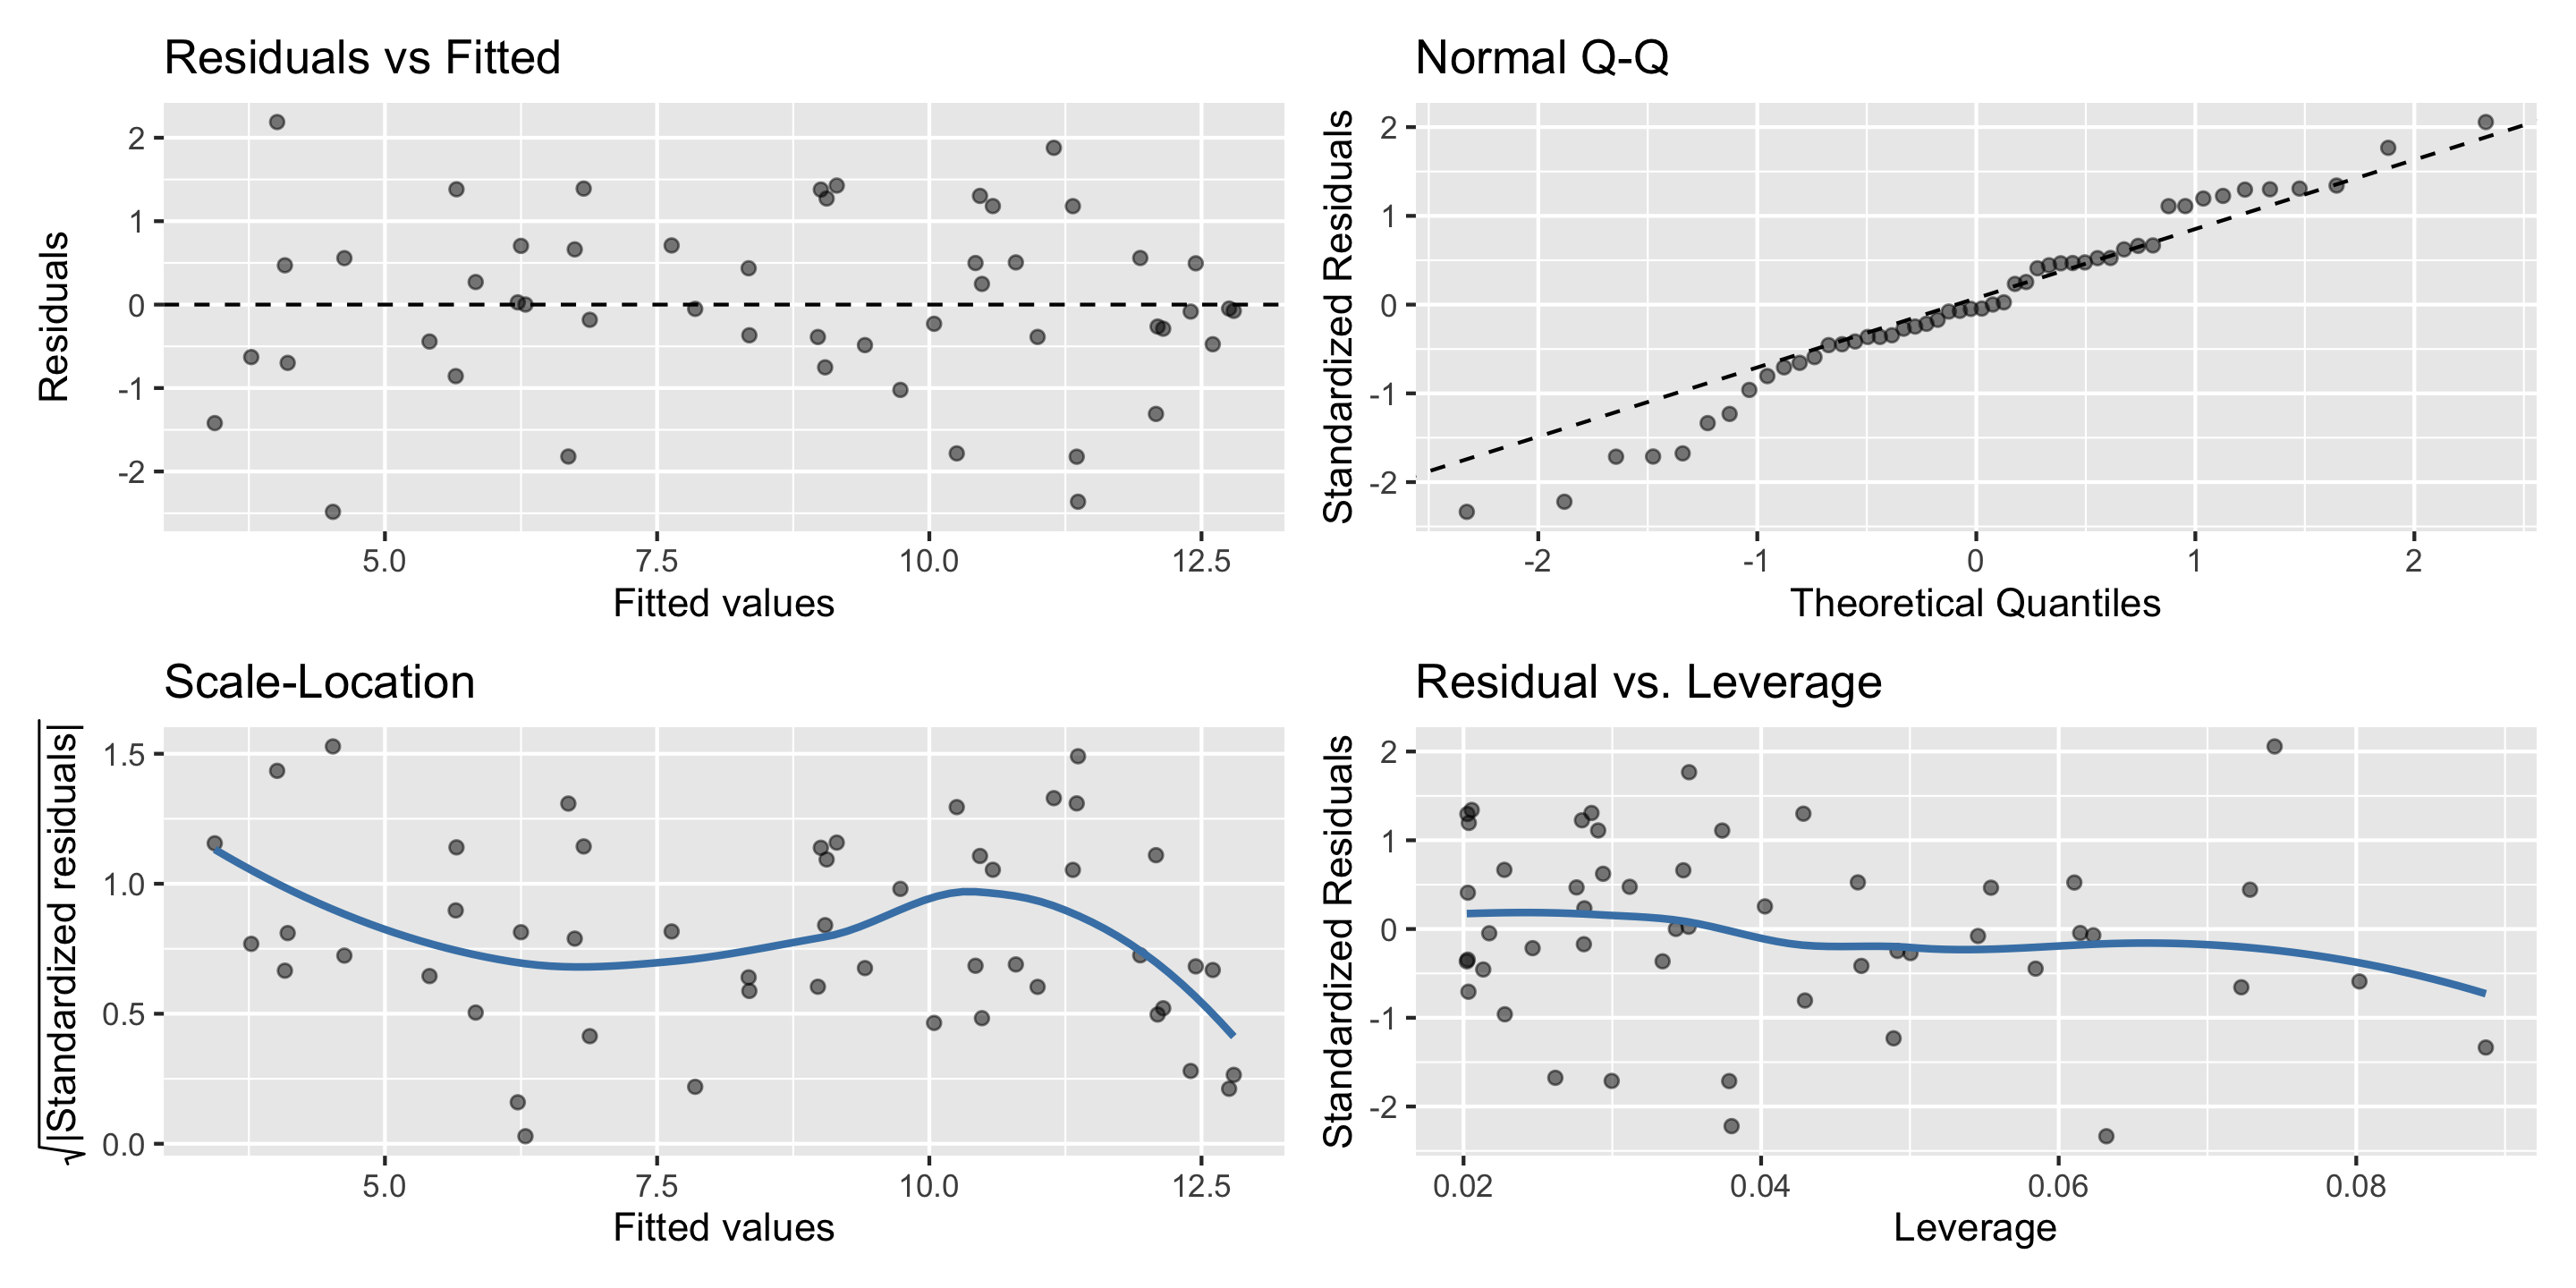 Residuals vs Fitted
Residuals
2
1
0
-1
-2
5.0 7.5 10.0 12.5
Fitted values
Normal Q-Q
Standardized Residuals
2
1
0
-1
-2
-2 -1 0 1 2
Theoretical Quantiles
Scale-Location
√|Standardized residuals|
1.5
1.0
0.5
0.0
5.0 7.5 10.0 12.5
Fitted values
Residual vs. Leverage
Standardized Residuals
2
1
0
-1
-2
0.02 0.04 0.06 0.08
Leverage